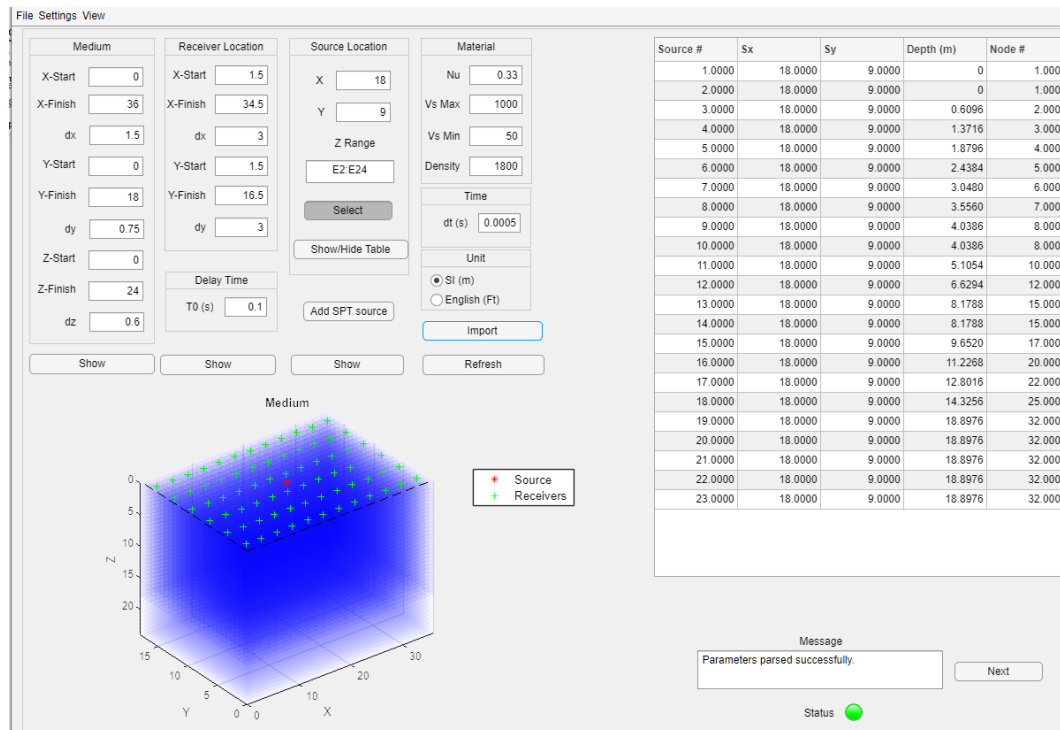 File Settings View
Medium
X-Start 0
X-Finish 36
dx 1.5
Y-Start 0
Y-Finish 18
dy 0.75
Z-Start 0
Z-Finish 24
dz 0.6
Show
Receiver Location
X-Start 1.5
X-Finish 34.5
dx 3
Y-Start 1.5
Y-Finish 16.5
dy 3
Delay Time
T0 (s) 0.1
Show
Source Location
X 18
Y 9
Z Range
E2:E24
Select
Show/Hide Table
Add SPT source
Show
Material
Nu 0.33
Vs Max 1000
Vs Min 50
Density 1800
Time
dt (s) 0.0005
Unit
SI (m)
English (Ft)
Import
Refresh
Source # Sx Sy Depth (m) Node #
1.0000 18.0000 9.0000 0 1.000
2.0000 18.0000 9.0000 0 1.000
3.0000 18.0000 9.0000 0.6096 2.000
4.0000 18.0000 9.0000 1.3716 3.000
5.0000 18.0000 9.0000 1.8796 4.000
6.0000 18.0000 9.0000 2.4384 5.000
7.0000 18.0000 9.0000 3.0480 6.000
8.0000 18.0000 9.0000 3.5560 7.000
9.0000 18.0000 9.0000 4.0386 8.000
10.0000 18.0000 9.0000 4.0386 8.000
11.0000 18.0000 9.0000 5.1054 10.000
12.0000 18.0000 9.0000 6.6294 12.000
13.0000 18.0000 9.0000 8.1788 15.000
14.0000 18.0000 9.0000 8.1788 15.000
15.0000 18.0000 9.0000 9.6520 17.000
16.0000 18.0000 9.0000 11.2268 20.000
17.0000 18.0000 9.0000 12.8016 22.000
18.0000 18.0000 9.0000 14.3256 25.000
19.0000 18.0000 9.0000 18.8976 32.000
20.0000 18.0000 9.0000 18.8976 32.000
21.0000 18.0000 9.0000 18.8976 32.000
22.0000 18.0000 9.0000 18.8976 32.000
23.0000 18.0000 9.0000 18.8976 32.000
Medium
0
5
10
15
20
Z
15
10
5
0
Y
0
10
20
30
X
Source
Receivers
Message
Parameters parsed successfully.
Next
Status